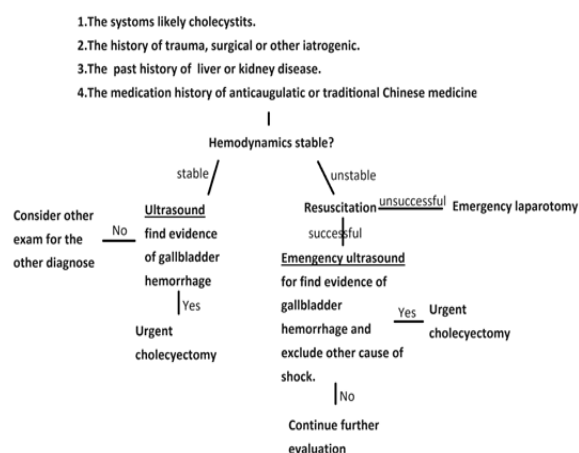 1.The systoms likely cholecystits.
2.The history of trauma, surgical or other iatrogenic.
3.The past history of liver or kidney disease.
4.The medication history of anticaugulatic or traditional Chinese medicine
Hemodynamics stable?
stable
unstable
Ultrasound
find evidence
of gallbladder
hemorrhage
No
Consider other
exam for the
other diagnose
Yes
Urgent
cholecyectomy
Resuscitation
unsuccessful
Emergency laparotomy
successful
Emengency ultrasound
for find evidence of
gallbladder
hemorrhage and
exclude other cause of
shock.
Yes
Urgent
cholecyectomy
No
Continue further
evaluation